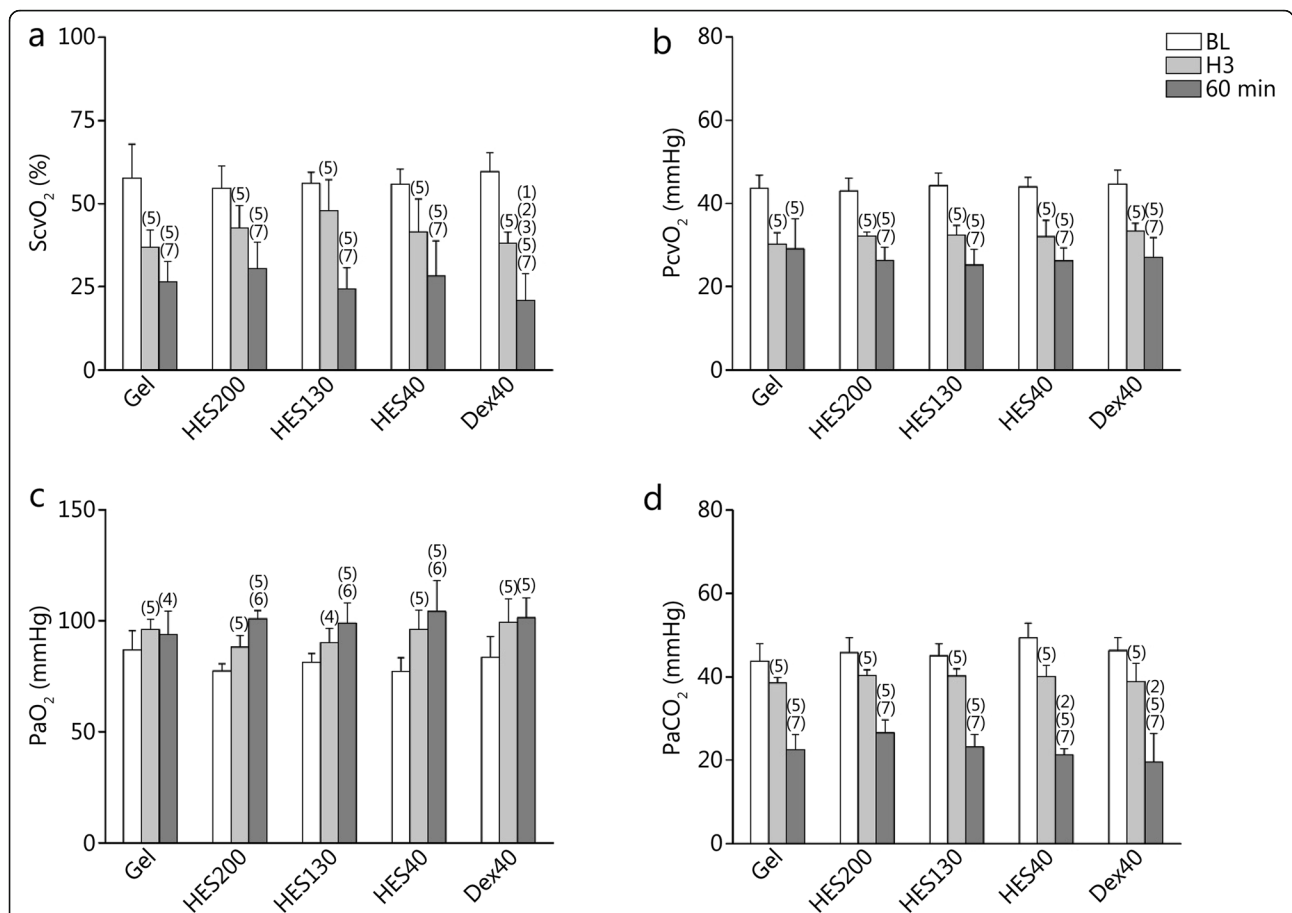 a
100
75
50
25
0
ScvO₂ (%)
(5)
(5)
(7)
(5)
(5)
(7)
(5)
(5)
(7)
(5)
(5)
(7)
(5)
(1)
(2)
(3)
(5)
(7)
Gel
HES200
HES130
HES40
Dex40
b
80
60
40
20
0
PcvO₂ (mmHg)
BL
H3
60 min
(5)
(5)
(5)
(5)
(7)
(5)
(5)
(7)
(5)
(5)
(7)
(5)
(5)
(7)
Gel
HES200
HES130
HES40
Dex40
c
150
100
50
0
PaO₂ (mmHg)
(5)
(4)
(5)
(5)
(6)
(4)
(5)
(6)
(5)
(5)
(6)
(5)
(5)
Gel
HES200
HES130
HES40
Dex40
d
80
60
40
20
0
PaCO₂ (mmHg)
(5)
(5)
(7)
(5)
(5)
(7)
(5)
(5)
(7)
(5)
(2)
(5)
(7)
(5)
(2)
(5)
(7)
Gel
HES200
HES130
HES40
Dex40